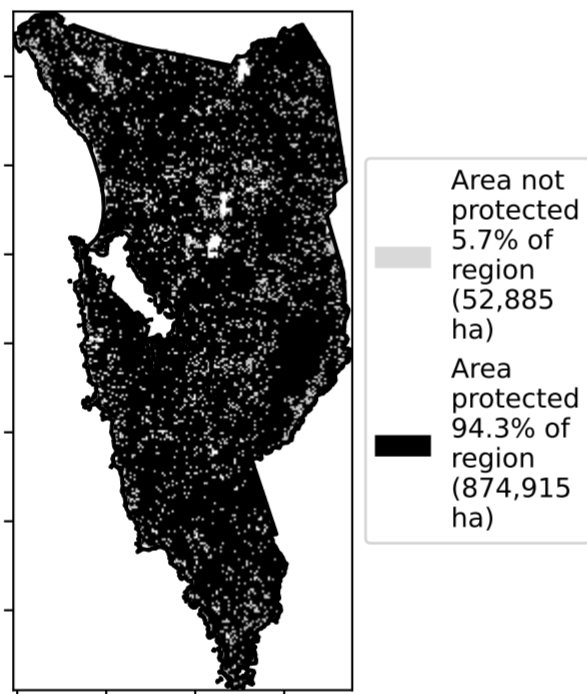 Area not
protected
5.7% of
region
(52,885
ha)
Area
protected
94.3% of
region
(874,915
ha)